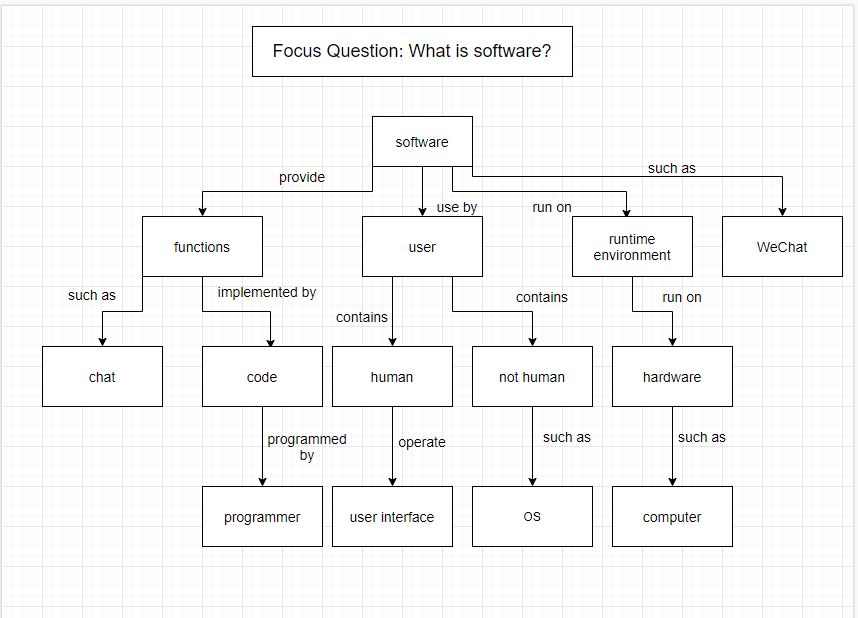 Focus Question: What is software?
software
provide
such as
use by
run on
functions
user
runtime
environment
WeChat
such as
implemented by
contains
contains
run on
chat
code
human
not human
hardware
programmed
by
operate
such as
such as
programmer
user interface
OS
computer